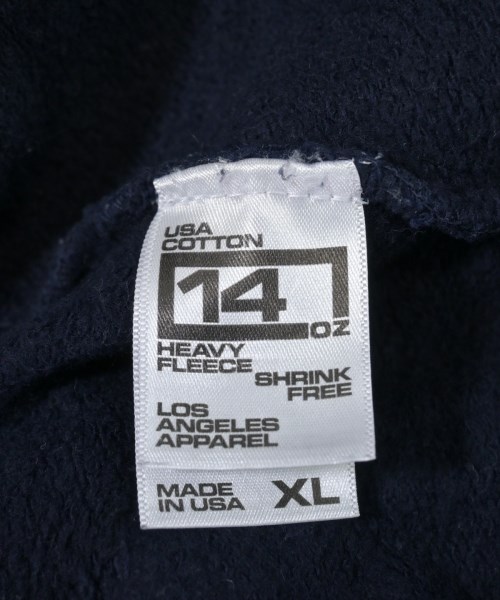 USA
COTTON
14
OZ
HEAVY
FLEECE
SHRINK
FREE
LOS
ANGELES
APPAREL
MADE
IN USA
XL